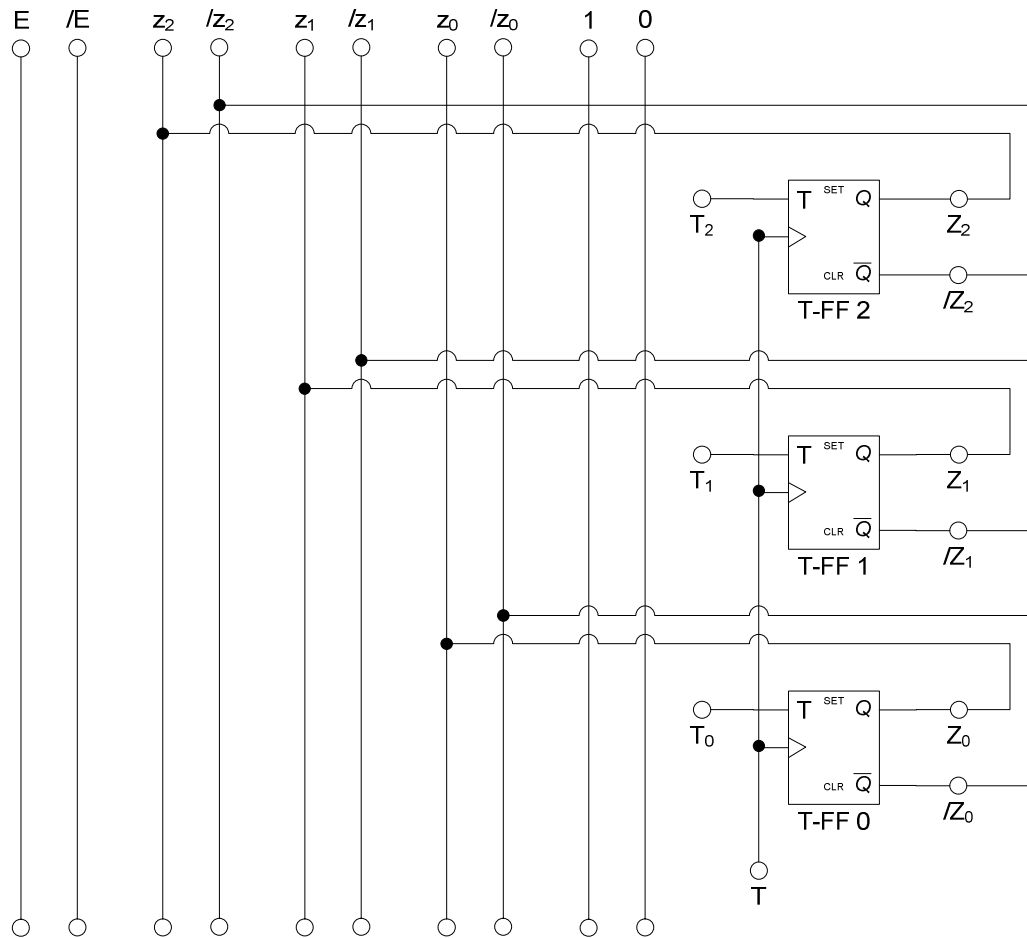 E /E z₂ /z₂ z₁ /z₁ z₀ /z₀ 1 0
T SET Q
T₂ Z₂
CLR Q̅
T-FF 2 /Z₂
T SET Q
T₁ Z₁
CLR Q̅
T-FF 1 /Z₁
T SET Q
T₀ Z₀
CLR Q̅
T-FF 0 /Z₀
T